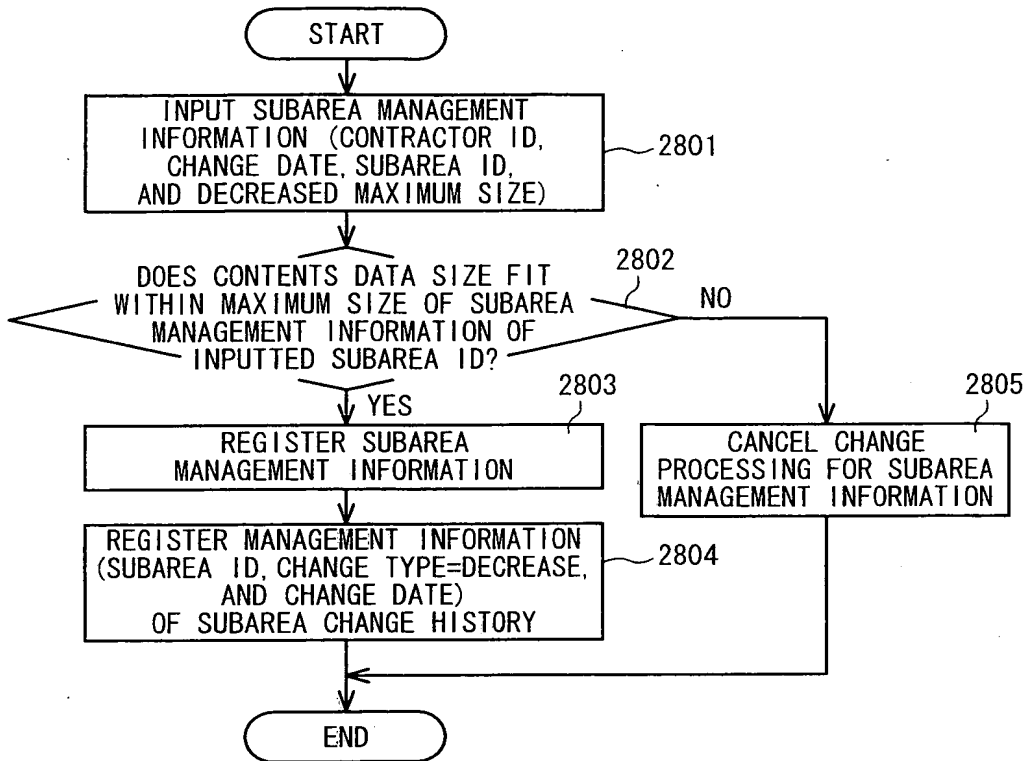 START
INPUT SUBAREA MANAGEMENT
INFORMATION (CONTRACTOR ID,
CHANGE DATE, SUBAREA ID,
AND DECREASED MAXIMUM SIZE)
2801
DOES CONTENTS DATA SIZE FIT
WITHIN MAXIMUM SIZE OF SUBAREA
MANAGEMENT INFORMATION OF
INPUTTED SUBAREA ID?
2802
NO
YES
2803
REGISTER SUBAREA
MANAGEMENT INFORMATION
2805
CANCEL CHANGE
PROCESSING FOR SUBAREA
MANAGEMENT INFORMATION
REGISTER MANAGEMENT INFORMATION
(SUBAREA ID, CHANGE TYPE=DECREASE,
AND CHANGE DATE)
OF SUBAREA CHANGE HISTORY
2804
END